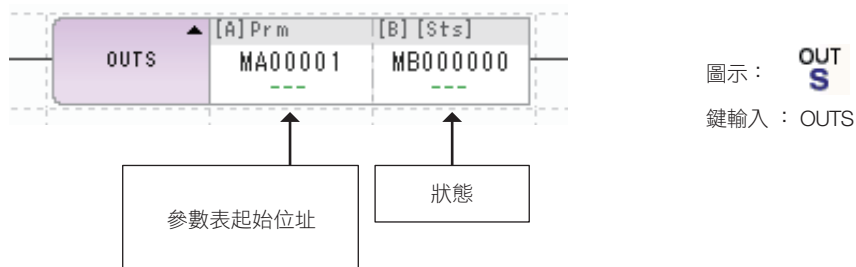 [A]Prm [B][Sts]
OUTS MA00001 MB000000
--- ---
圖示： OUT S
鍵輸入 ： OUTS
參數表起始位址
狀態